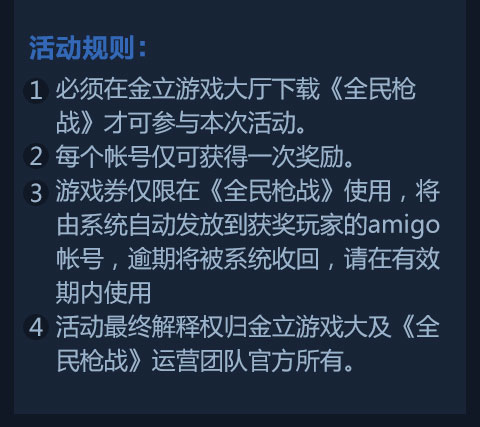 活动规则：
1 必须在金立游戏大厅下载《全民枪
战》才可参与本次活动。
2 每个帐号仅可获得一次奖励。
3 游戏券仅限在《全民枪战》使用，将
由系统自动发放到获奖玩家的amigo
帐号，逾期将被系统收回，请在有效
期内使用
4 活动最终解释权归金立游戏大及《全
民枪战》运营团队官方所有。